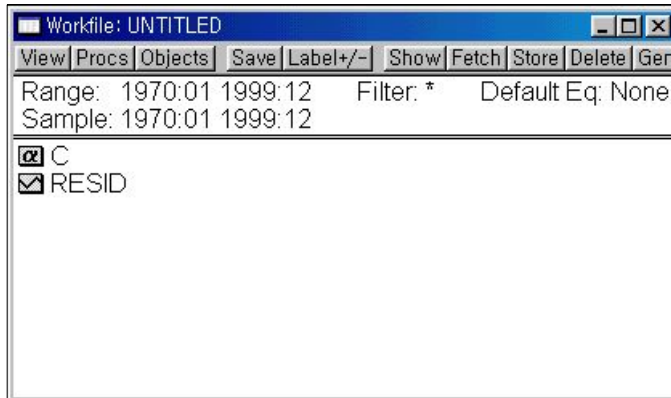 Workfile: UNTITLED
View Procs Objects Save Label+/- Show Fetch Store Delete Gen
Range: 1970:01 1999:12 Filter: * Default Eq: None
Sample: 1970:01 1999:12
α C
RESID